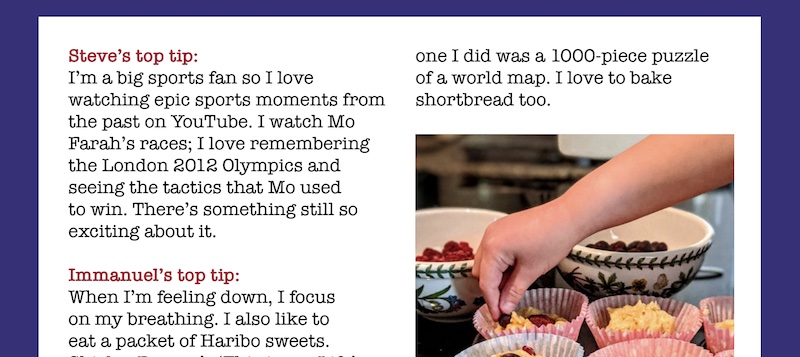 Steve's top tip:
I'm a big sports fan so I love
watching epic sports moments from
the past on YouTube. I watch Mo
Farah's races; I love remembering
the London 2012 Olympics and
seeing the tactics that Mo used
to win. There's something still so
exciting about it.
Immanuel's top tip:
When I'm feeling down, I focus
on my breathing. I also like to
eat a packet of Haribo sweets.
one I did was a 1000-piece puzzle
of a world map. I love to bake
shortbread too.